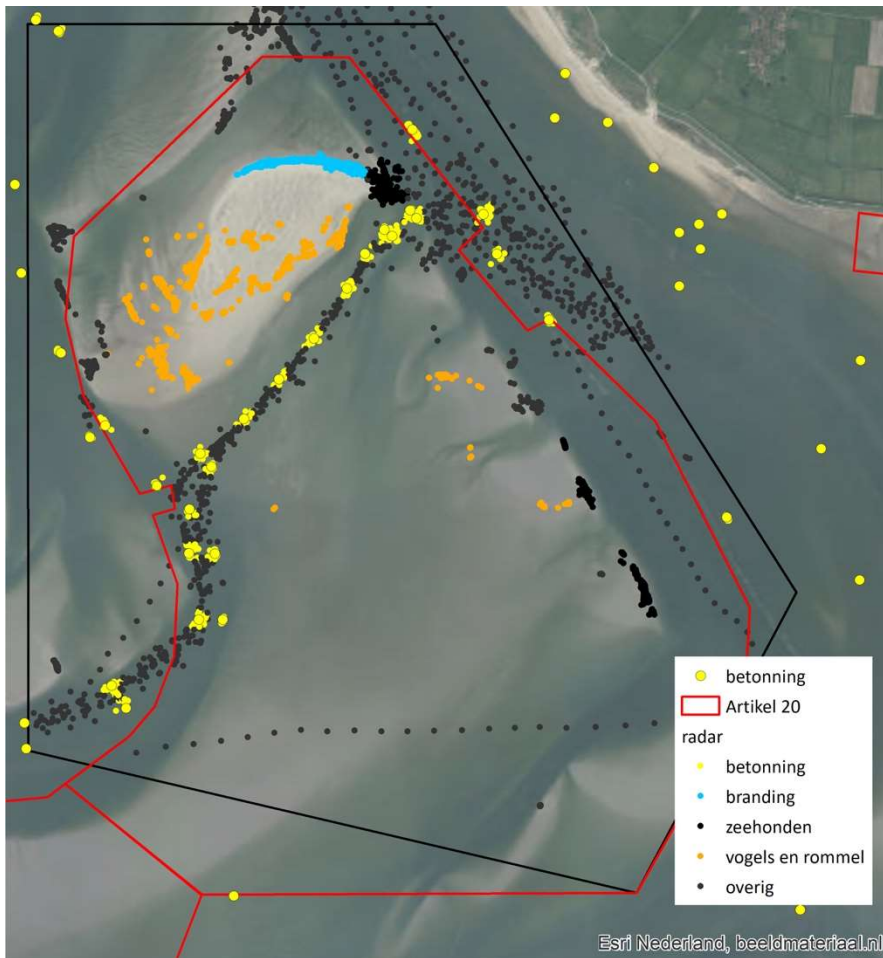 betonning
Artikel 20
radar
betonning
branding
zeehonden
vogels en rommel
overig
Esri Nederland, beeldmateriaal.nl